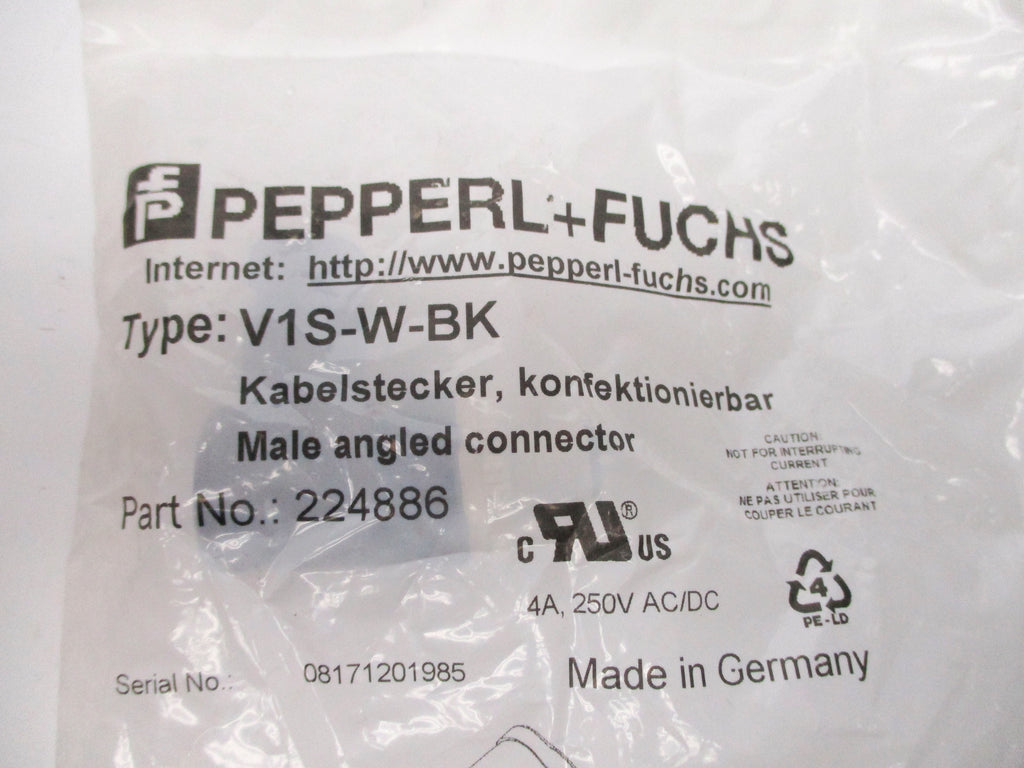 PEPPERL+FUCHS
Internet: http://www.pepperl-fuchs.com
Type: V1S-W-BK
Kabelstecker, konfektionierbar
Male angled connector
Part No.: 224886
CAUTION:
NOT FOR INTERRUPTING
CURRENT
ATTENTION:
NE PAS UTILISER POUR
COUPER LE COURANT
C RU® US
4A, 250V AC/DC
4
PE-LD
Serial No.: 08171201985
Made in Germany